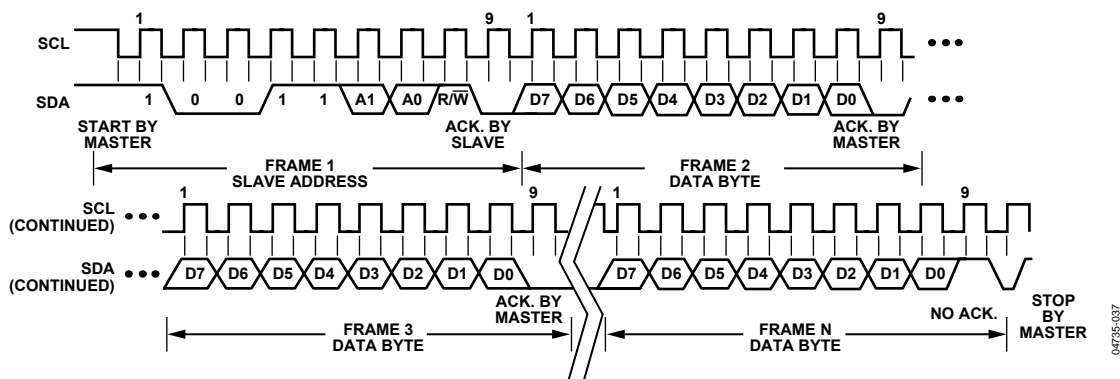 1 9 1 9
SCL
SDA 1 0 0 1 1 A1 A0 R/W̅ D7 D6 D5 D4 D3 D2 D1 D0
START BY
MASTER
ACK. BY
SLAVE
ACK. BY
MASTER
FRAME 1
SLAVE ADDRESS
FRAME 2
DATA BYTE
1 9 1 9
SCL
(CONTINUED)
SDA
(CONTINUED)
D7 D6 D5 D4 D3 D2 D1 D0 D7 D6 D5 D4 D3 D2 D1 D0
ACK. BY
MASTER
NO ACK.
STOP
BY
MASTER
FRAME 3
DATA BYTE
FRAME N
DATA BYTE
04735-037